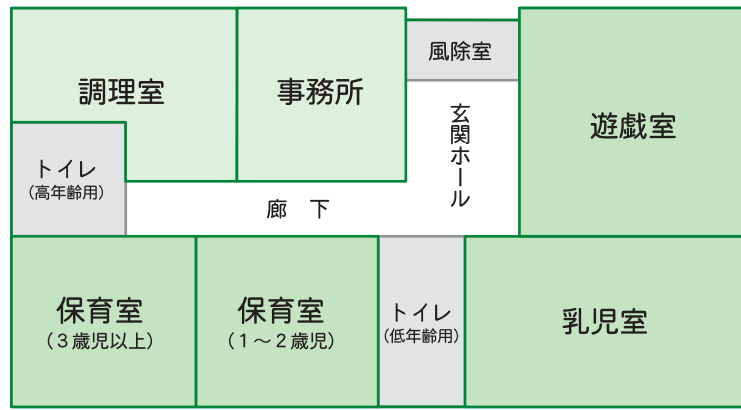 調理室
事務所
風除室
遊戯室
玄関ホール
トイレ
(高年齢用)
廊 下
保育室
(3歳児以上)
保育室
(1〜2歳児)
トイレ
(低年齢用)
乳児室